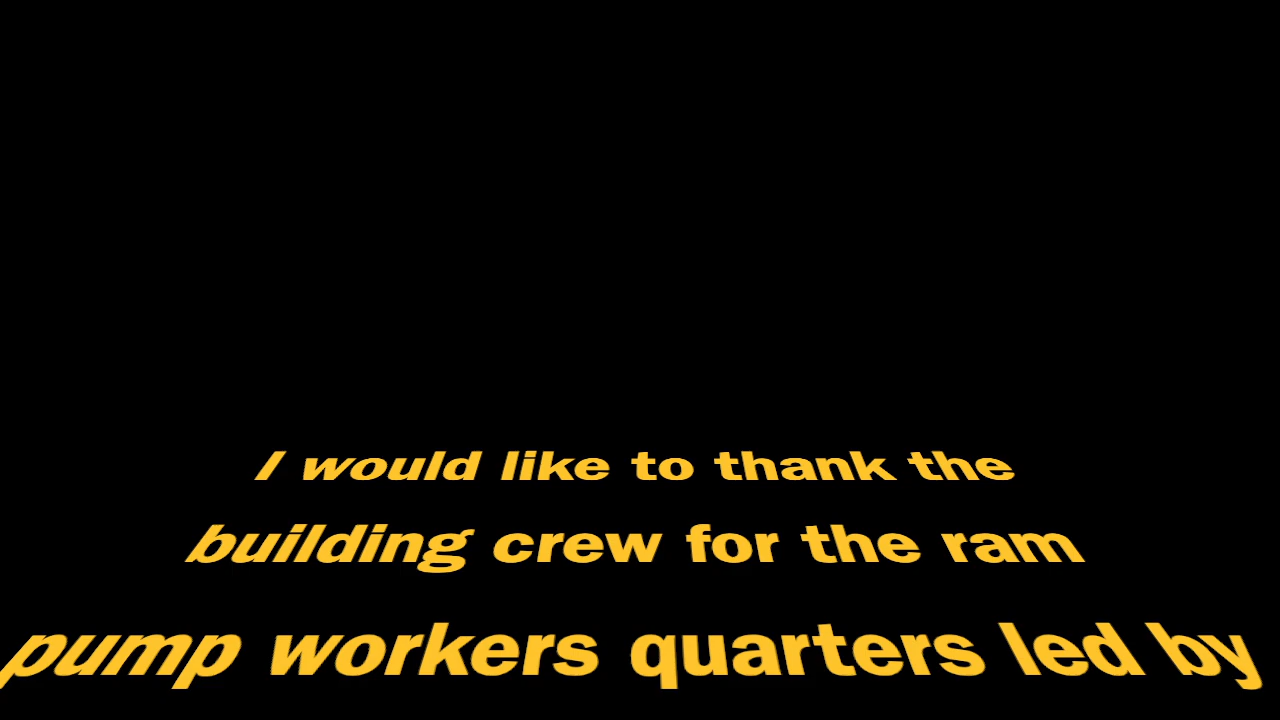 I would like to thank the
building crew for the ram
pump workers quarters led by